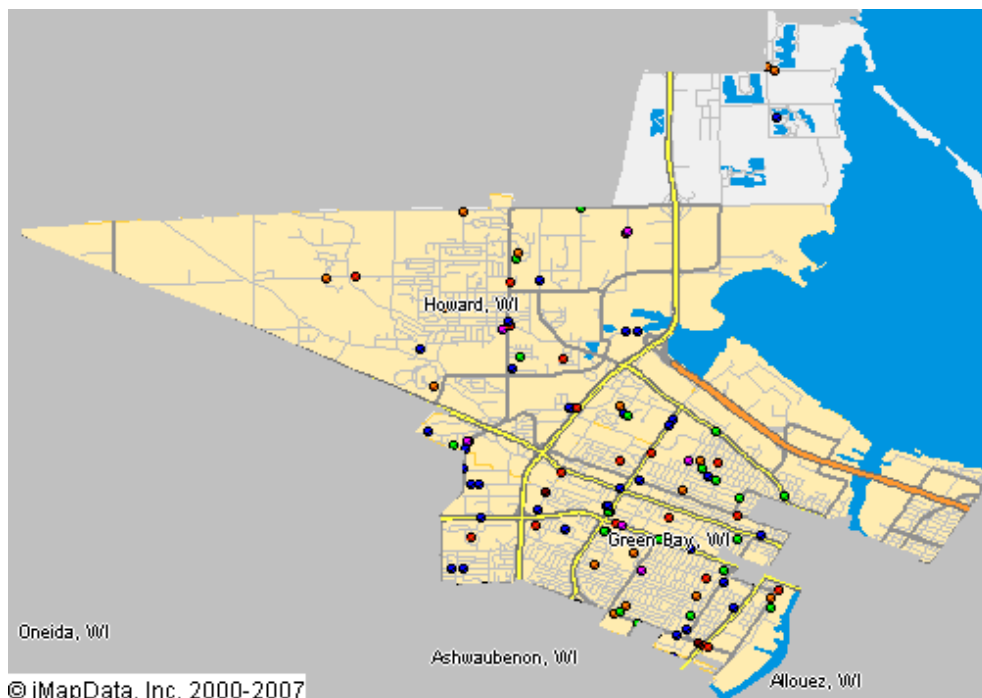 Howard, WI
Green Bay, WI
Oneida, WI
Ashwaubenon, WI
Allouez, WI
© iMapData, Inc. 2000-2007